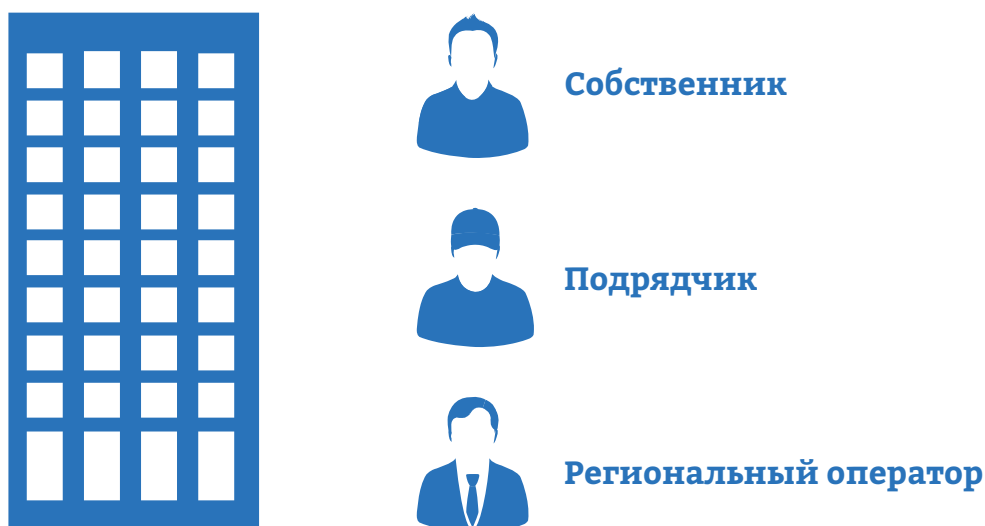 Собственник
Подрядчик
Региональный оператор